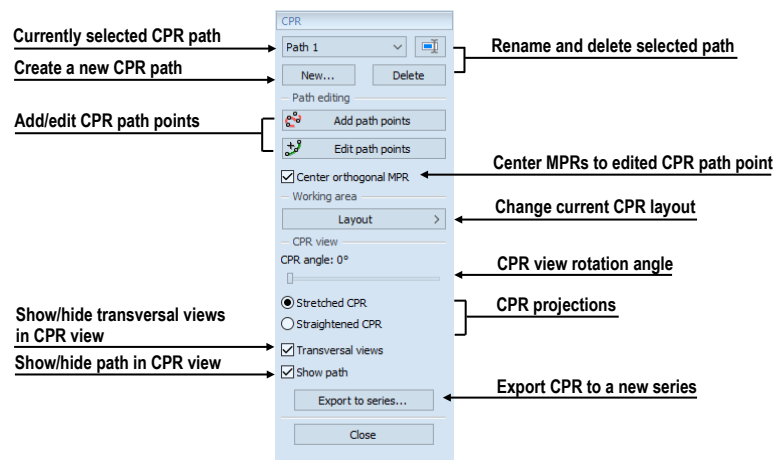 CPR
Currently selected CPR path
Path 1
Rename and delete selected path
Create a new CPR path
New...
Delete
Path editing
Add/edit CPR path points
Add path points
Edit path points
Center orthogonal MPR
Center MPRs to edited CPR path point
Working area
Layout
Change current CPR layout
CPR view
CPR angle: 0°
CPR view rotation angle
Stretched CPR
CPR projections
Straightened CPR
Show/hide transversal views
in CPR view
Transversal views
Show/hide path in CPR view
Show path
Export to series...
Export CPR to a new series
Close